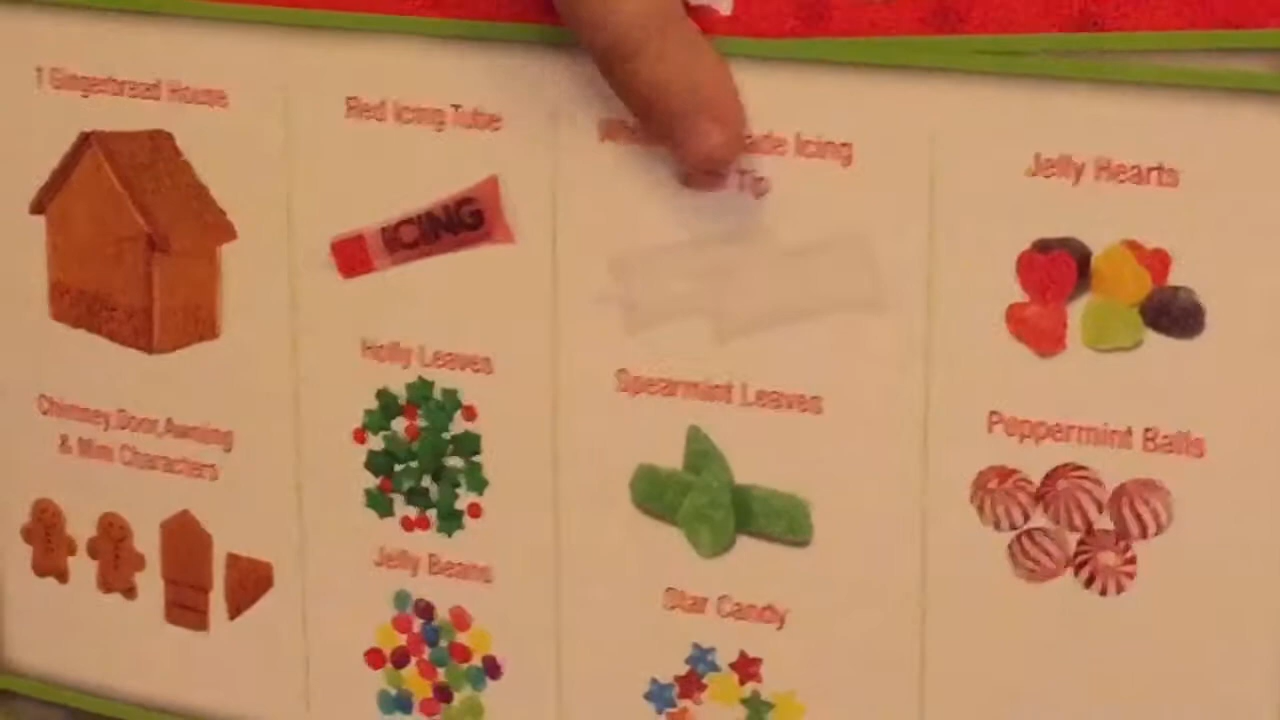 1 Gingerbread House
Chimney, Door, Awning
& Mini Characters
Red Icing Tube
ICING
Holly Leaves
Jelly Beans
Icing
Tip
Spearmint Leaves
Star Candy
Jelly Hearts
Peppermint Balls